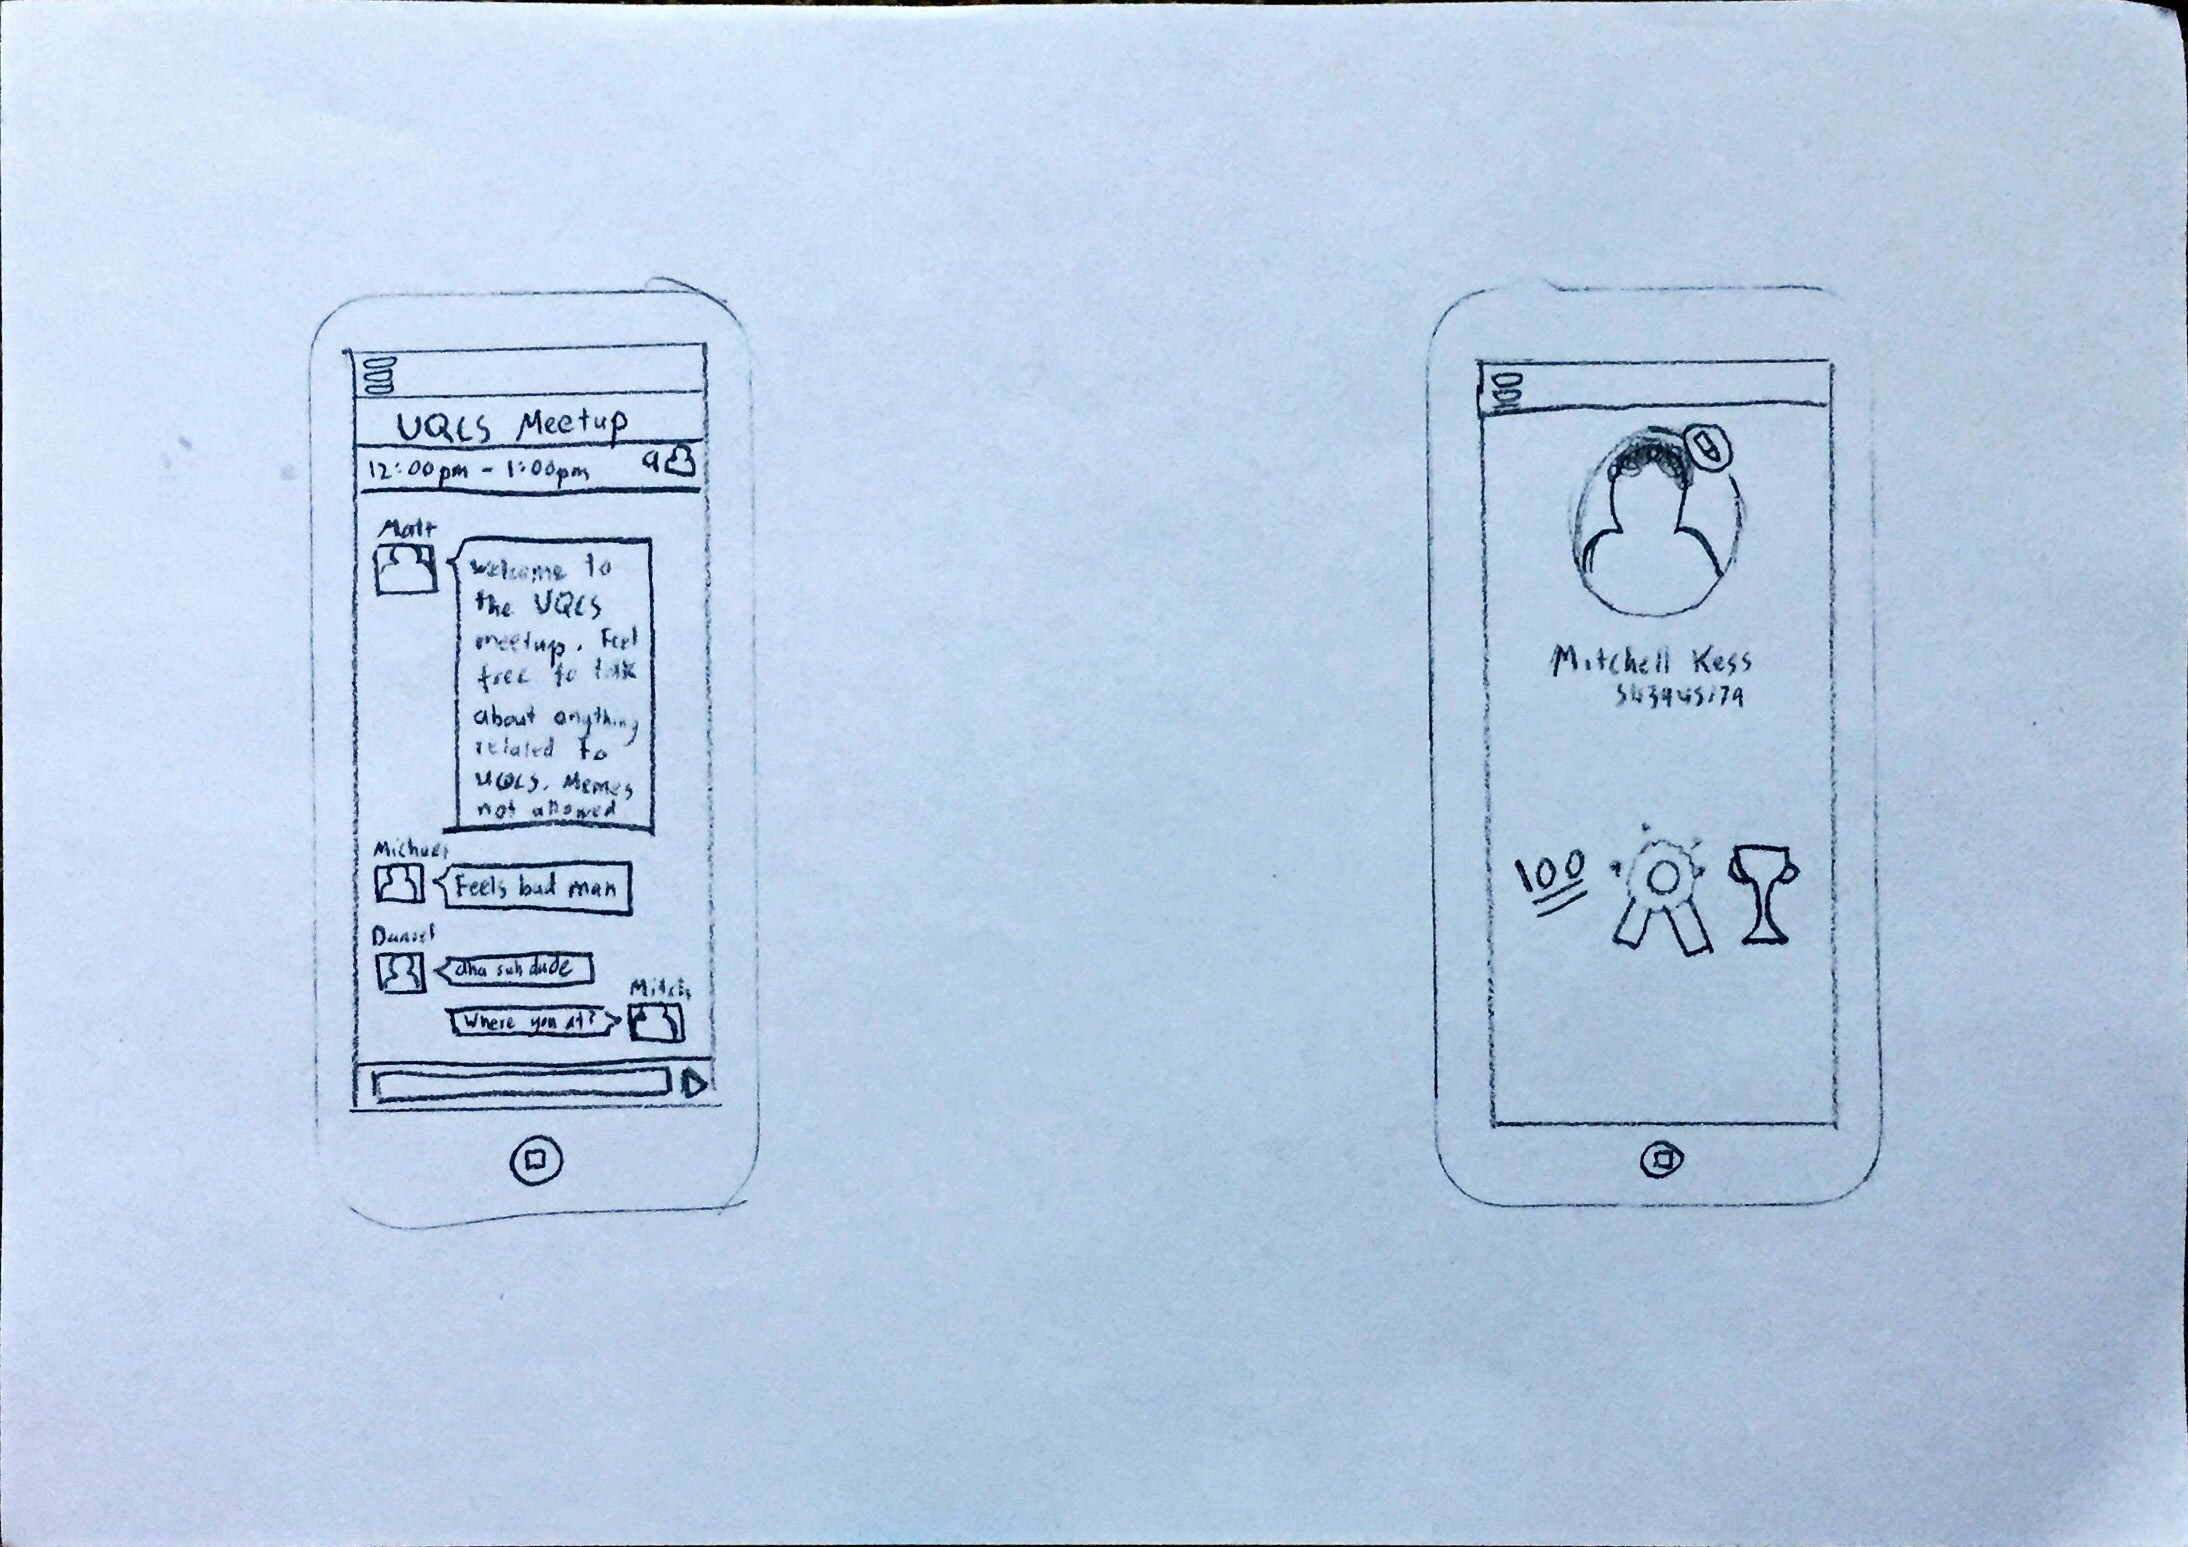 UQCS Meetup
12:00pm - 1:00pm 9
Matt
Welcome to
the UQCS
meetup. Feel
free to talk
about anything
related to
UQCS. Memes
not allowed
Michael
Feels bad man
Daniel
dha suh dude
Mitch
Where you at?
Mitchell Kess
100